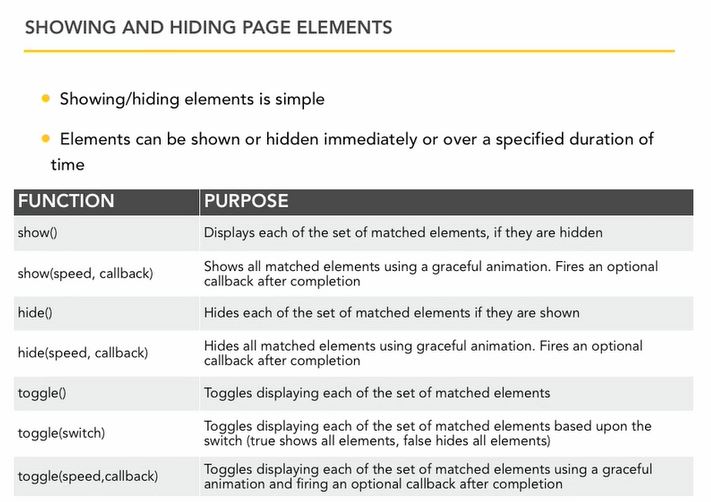 SHOWING AND HIDING PAGE ELEMENTS
Showing/hiding elements is simple
Elements can be shown or hidden immediately or over a specified duration of
time
FUNCTION PURPOSE
show() Displays each of the set of matched elements, if they are hidden
show(speed, callback) Shows all matched elements using a graceful animation. Fires an optional
callback after completion
hide() Hides each of the set of matched elements if they are shown
hide(speed, callback) Hides all matched elements using graceful animation. Fires an optional
callback after completion
toggle() Toggles displaying each of the set of matched elements
toggle(switch) Toggles displaying each of the set of matched elements based upon the
switch (true shows all elements, false hides all elements)
toggle(speed,callback) Toggles displaying each of the set of matched elements using a graceful
animation and firing an optional callback after completion